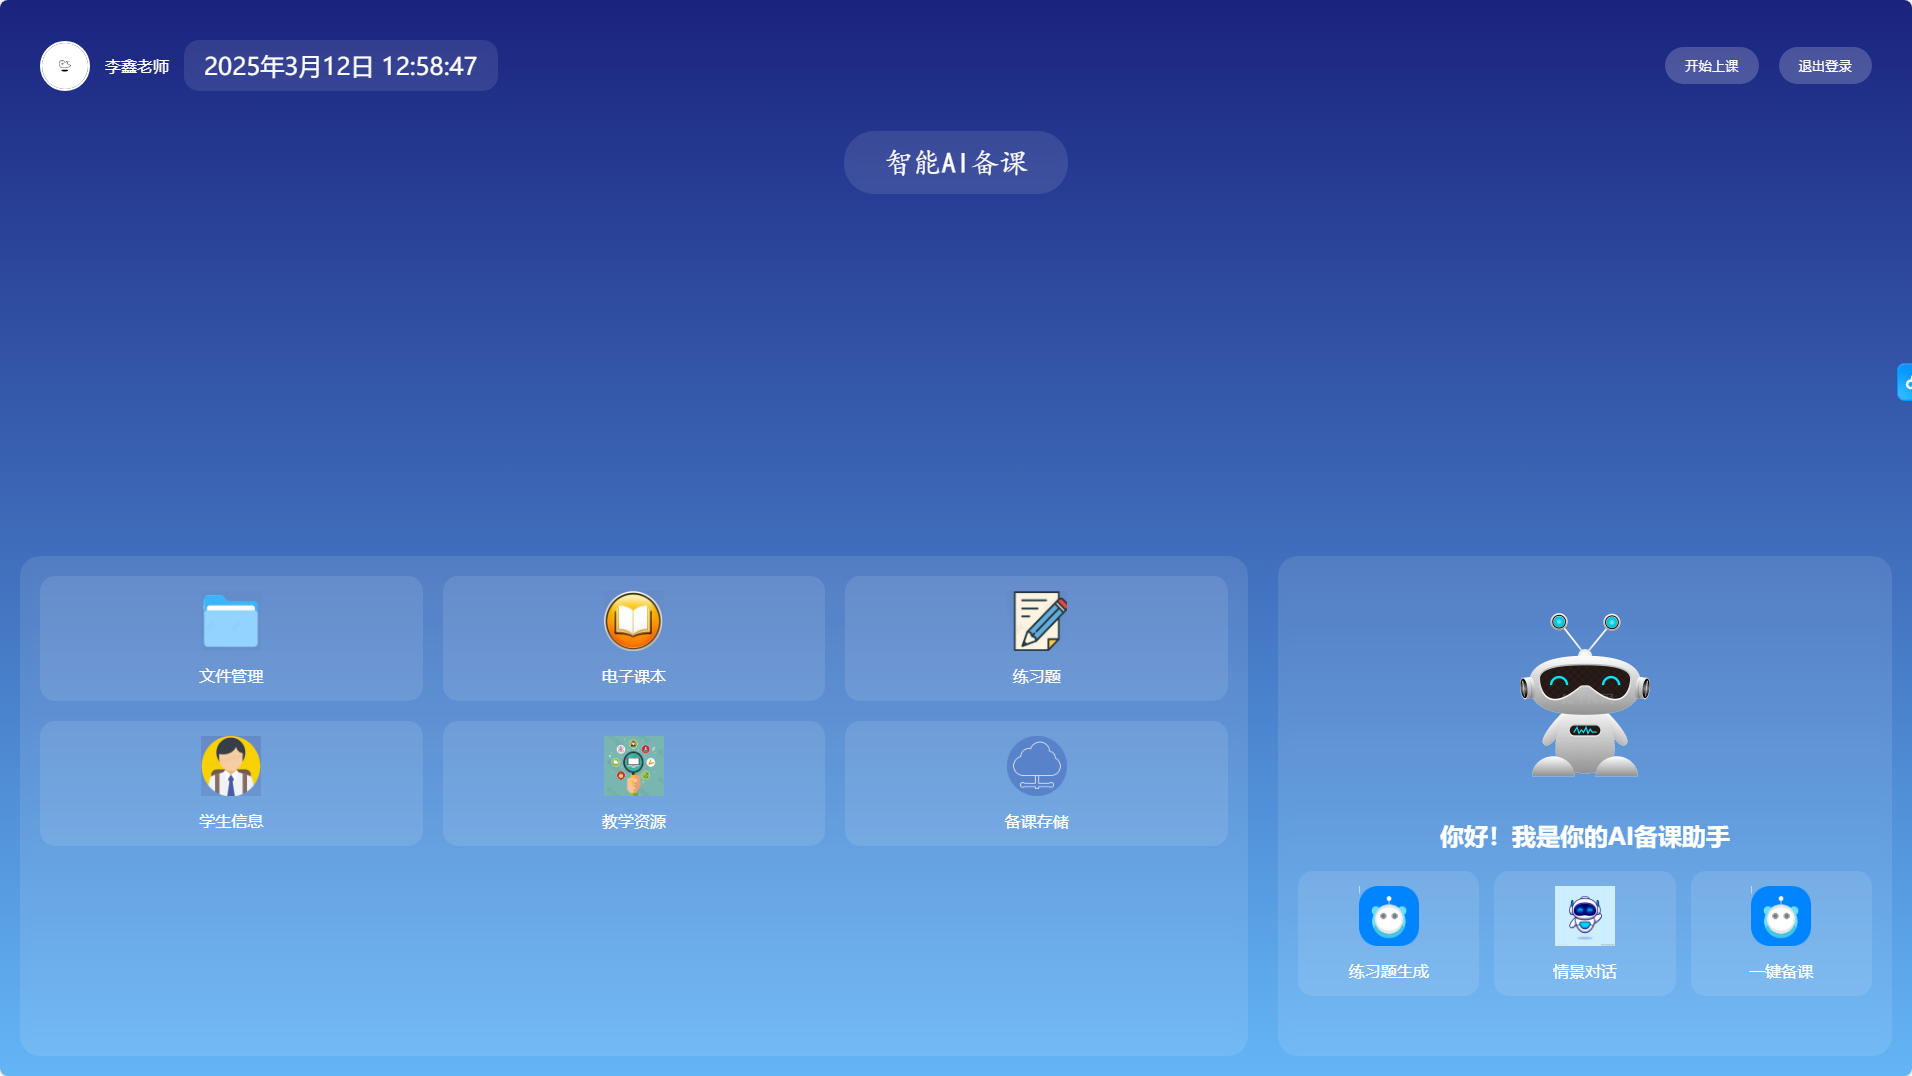 李鑫老师
2025年3月12日 12:58:47
开始上课
退出登录
智能AI备课
文件管理
电子课本
练习题
学生信息
教学资源
备课存储
你好！我是你的AI备课助手
练习题生成
情景对话
一键备课